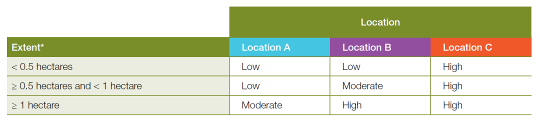 Location
Extent* Location A Location B Location C
< 0.5 hectares Low Low High
≥ 0.5 hectares and < 1 hectare Low Moderate High
≥ 1 hectare Moderate High High